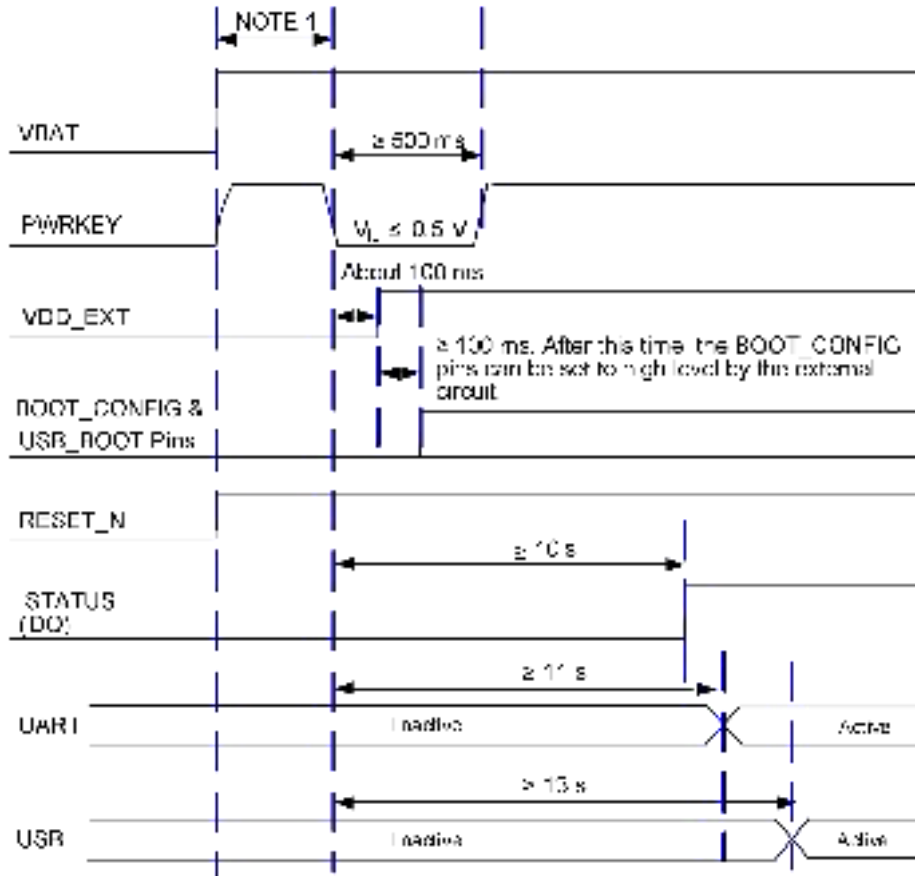 NOTE 1
VBAT
≥ 500 ms
PWRKEY
VIL ≤ 0.5 V
About 100 ms
VDD_EXT
≥ 100 ms. After this time, the BOOT_CONFIG
pins can be set to high level by the external
circuit.
BOOT_CONFIG &
USB_BOOT Pins
RESET_N
≥ 10 s
STATUS
(DO)
≥ 11 s
UART
Inactive
Active
≥ 13 s
USB
Inactive
Active